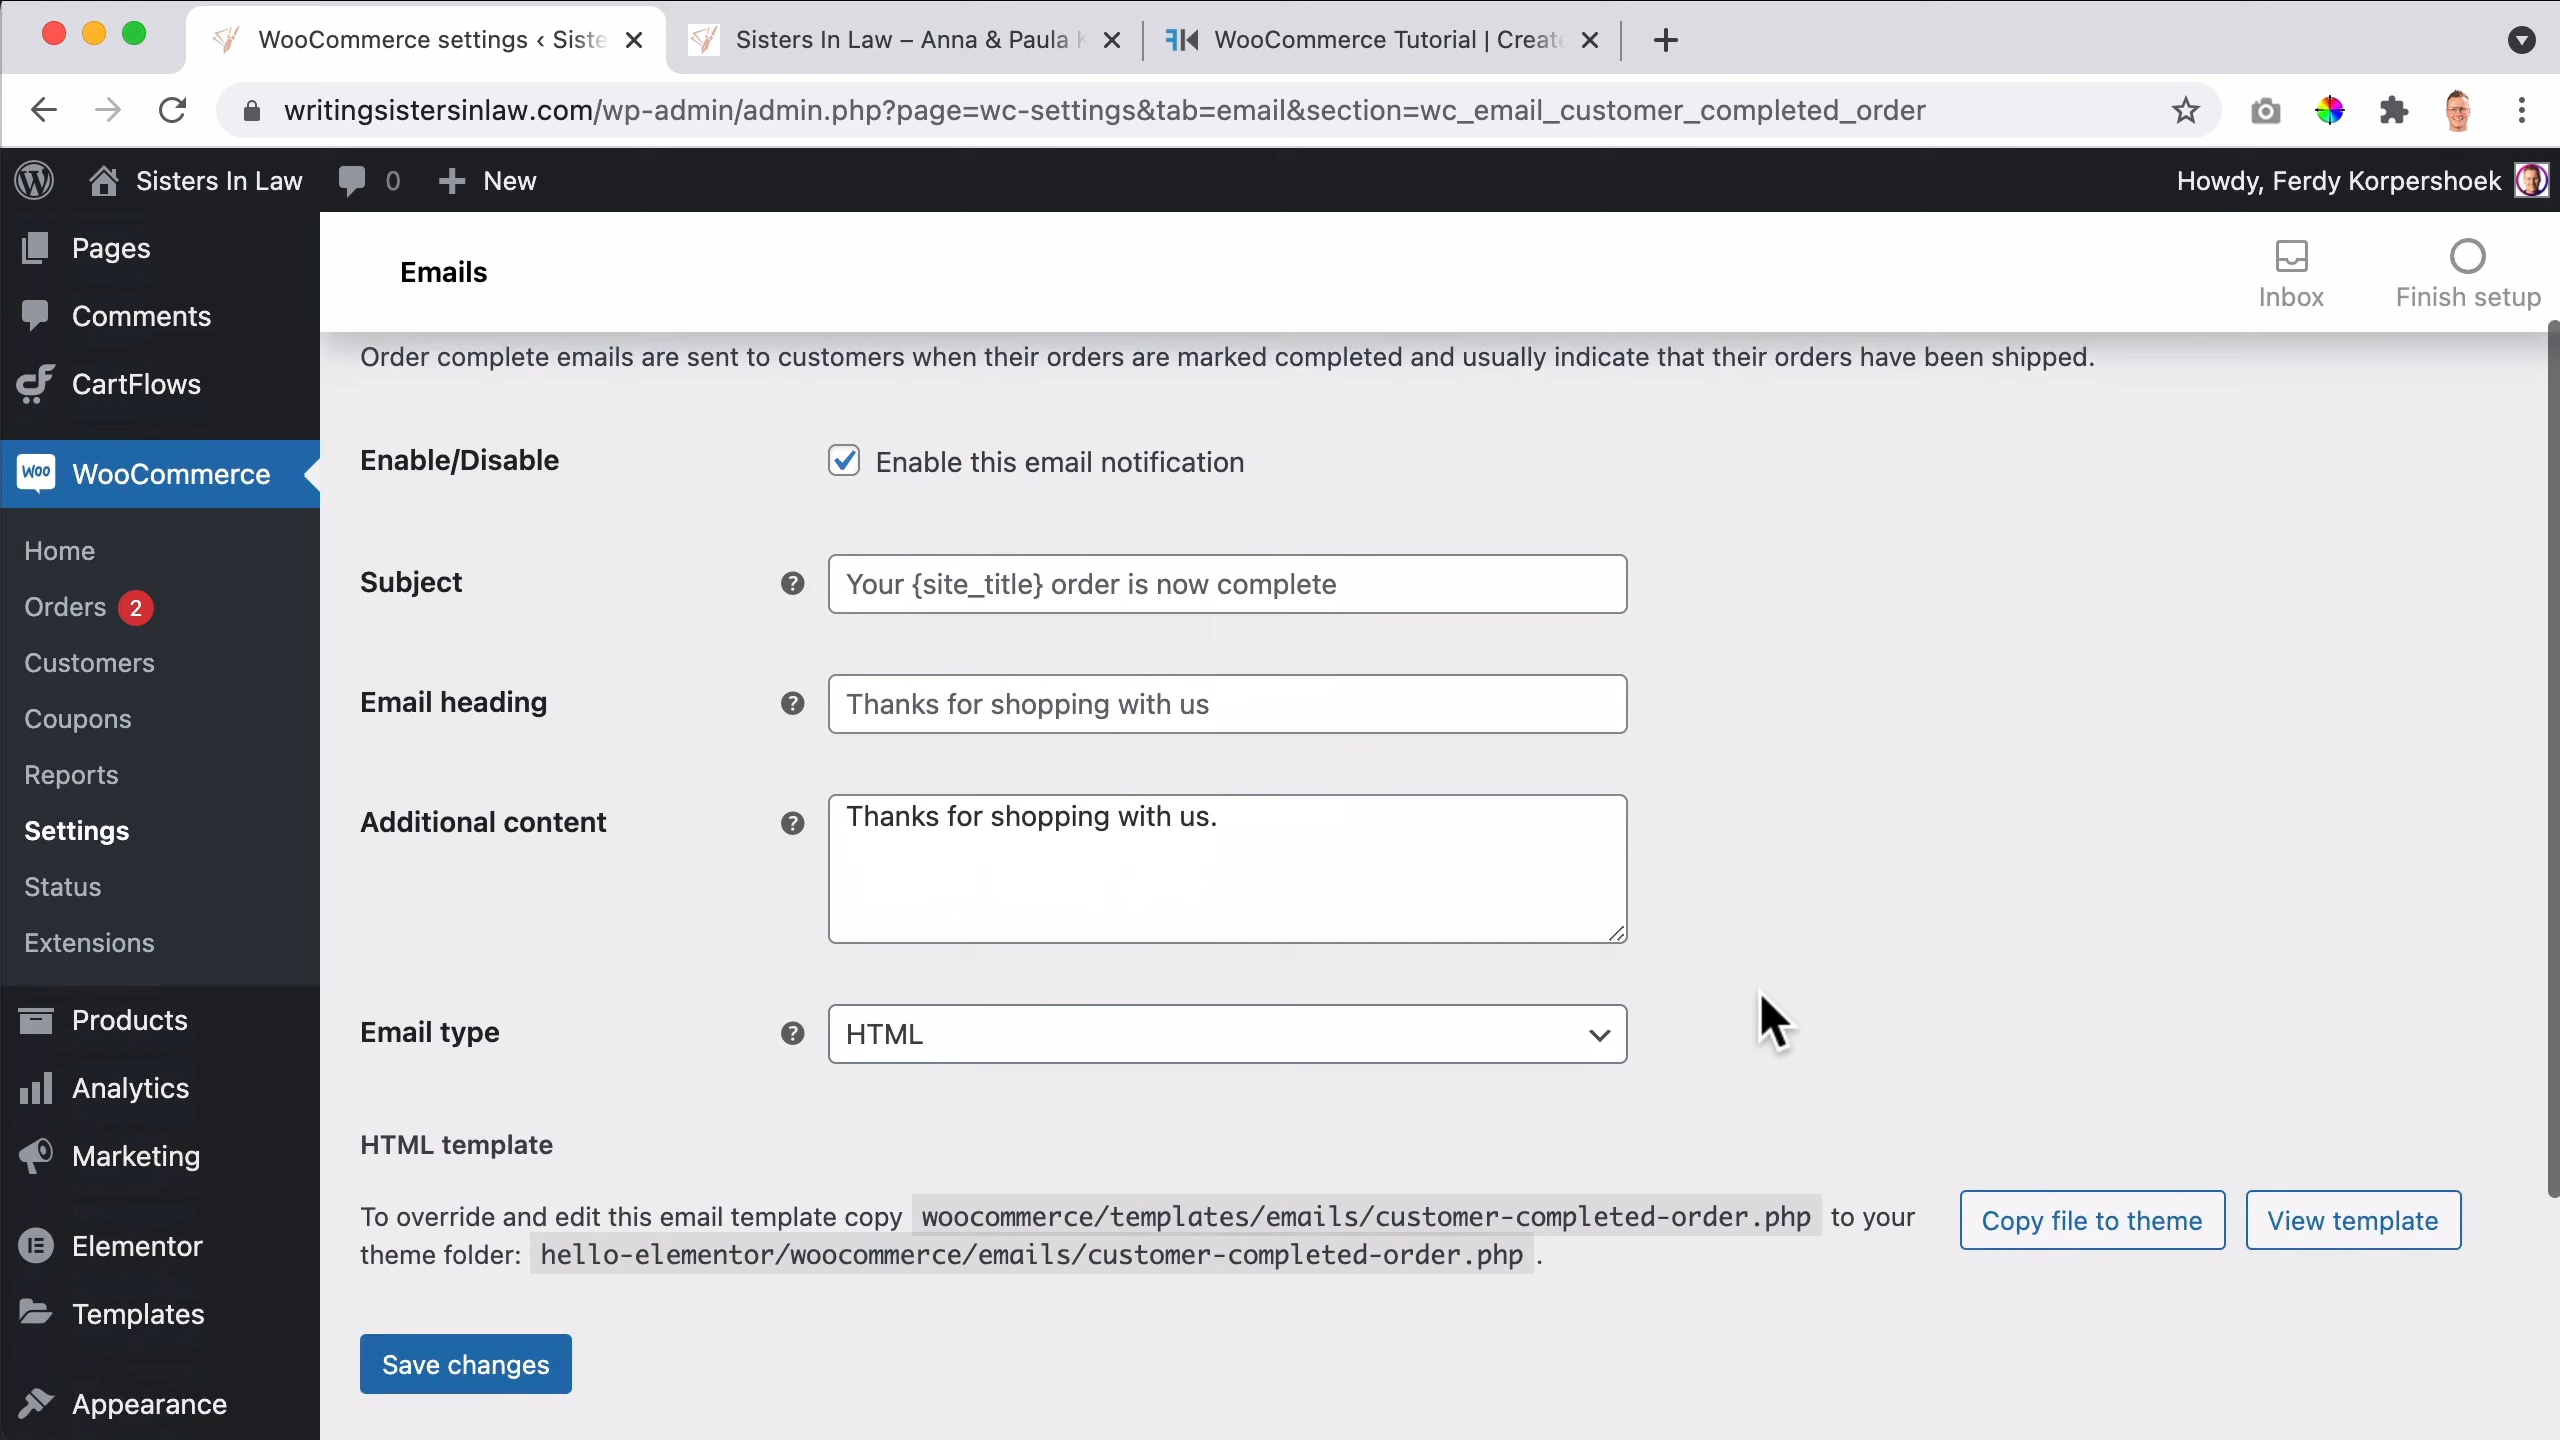 WooCommerce settings ‹ Siste
Sisters In Law – Anna & Paula K
WooCommerce Tutorial | Create
writingsistersinlaw.com/wp-admin/admin.php?page=wc-settings&tab=email&section=wc_email_customer_completed_order
Sisters In Law
0
New
Howdy, Ferdy Korpershoek
Pages
Comments
CartFlows
WooCommerce
Home
Orders 2
Customers
Coupons
Reports
Settings
Status
Extensions
Products
Analytics
Marketing
Elementor
Templates
Appearance
Emails
Inbox
Finish setup
Order complete emails are sent to customers when their orders are marked completed and usually indicate that their orders have been shipped.
Enable/Disable
Enable this email notification
Subject
Your {site_title} order is now complete
Email heading
Thanks for shopping with us
Additional content
Thanks for shopping with us.
Email type
HTML
HTML template
To override and edit this email template copy woocommerce/templates/emails/customer-completed-order.php to your
theme folder: hello-elementor/woocommerce/emails/customer-completed-order.php .
Copy file to theme
View template
Save changes